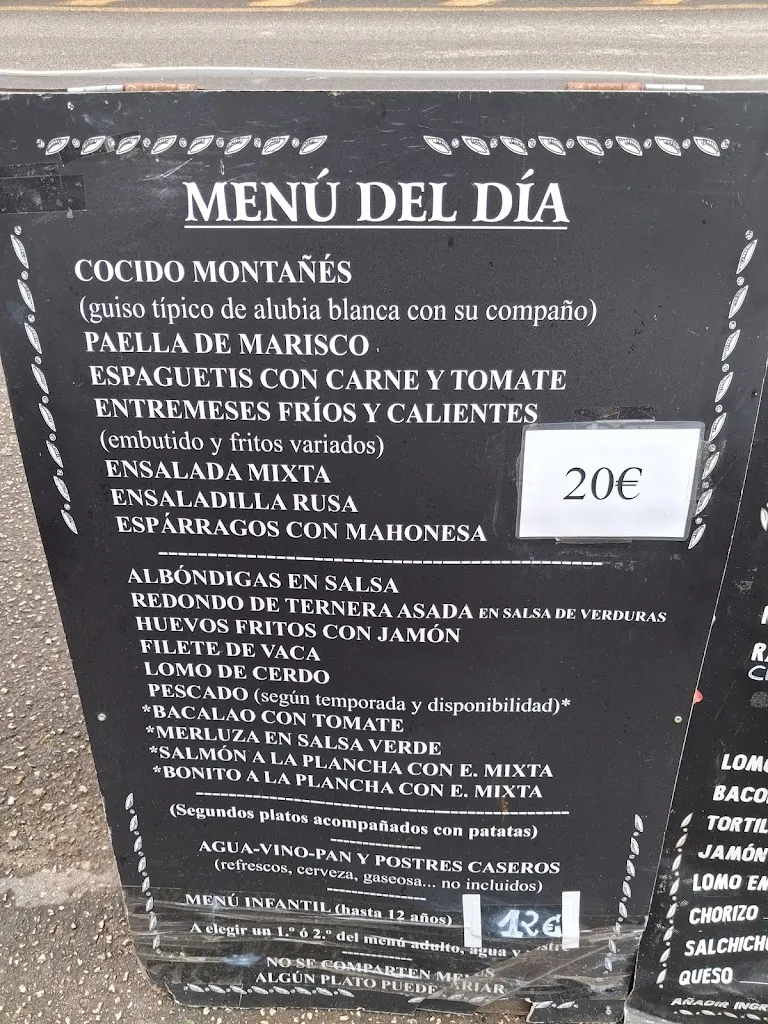 MENÚ DEL DÍA
COCIDO MONTAÑÉS
(guiso típico de alubia blanca con su compaño)
PAELLA DE MARISCO
ESPAGUETIS CON CARNE Y TOMATE
ENTREMESES FRÍOS Y CALIENTES
(embutido y fritos variados)
ENSALADA MIXTA
ENSALADILLA RUSA
ESPÁRRAGOS CON MAHONESA
20€
ALBÓNDIGAS EN SALSA
REDONDO DE TERNERA ASADA EN SALSA DE VERDURAS
HUEVOS FRITOS CON JAMÓN
FILETE DE VACA
LOMO DE CERDO
PESCADO (según temporada y disponibilidad)*
*BACALAO CON TOMATE
*MERLUZA EN SALSA VERDE
*SALMÓN A LA PLANCHA CON E. MIXTA
*BONITO A LA PLANCHA CON E. MIXTA
(Segundos platos acompañados con patatas)
AGUA-VINO-PAN Y POSTRES CASEROS
(refrescos, cerveza, gaseosa... no incluidos)
MENÚ INFANTIL (hasta 12 años) 12€
A elegir un 1.º ó 2.º del menú adulto, agua y
NO SE COMPARTEN MENÚS
ALGÚN PLATO PUEDE
LOMO
JAMÓN
LOMO EN
CHORIZO
QUESO
AÑADIR